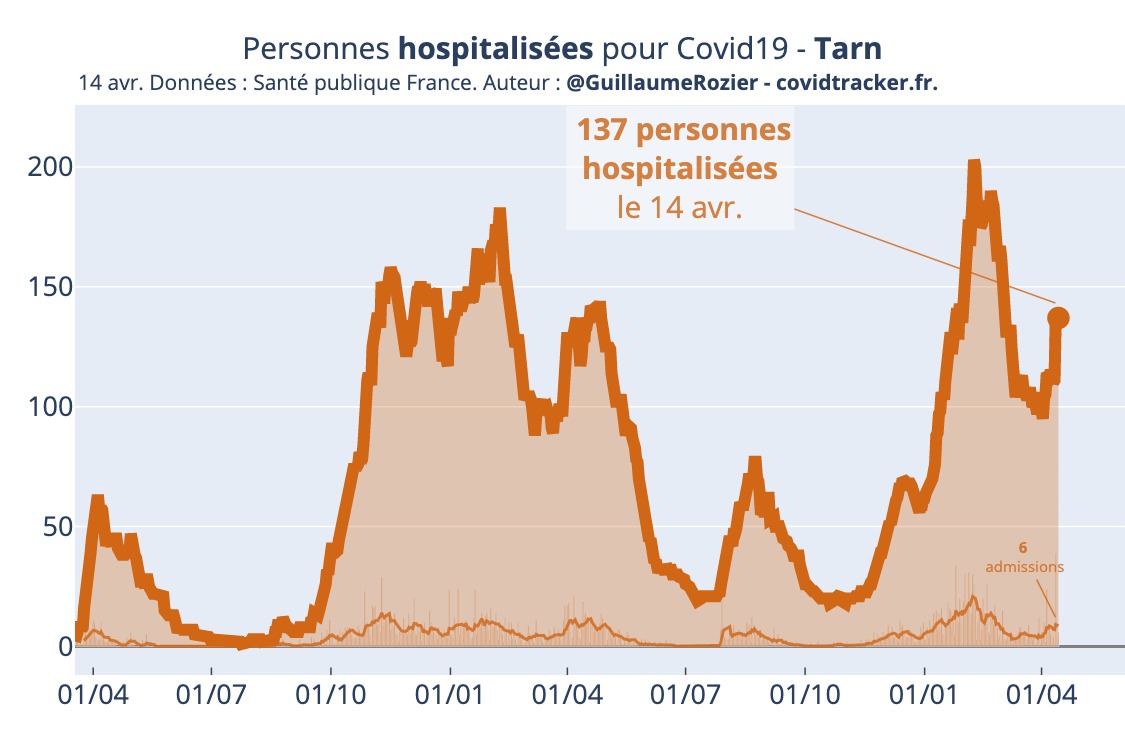 Personnes hospitalisées pour Covid19 - Tarn
14 avr. Données : Santé publique France. Auteur : @GuillaumeRozier - covidtracker.fr.
137 personnes
hospitalisées
le 14 avr.
200
150
100
50
0
6
admissions
01/04 01/07 01/10 01/01 01/04 01/07 01/10 01/01 01/04